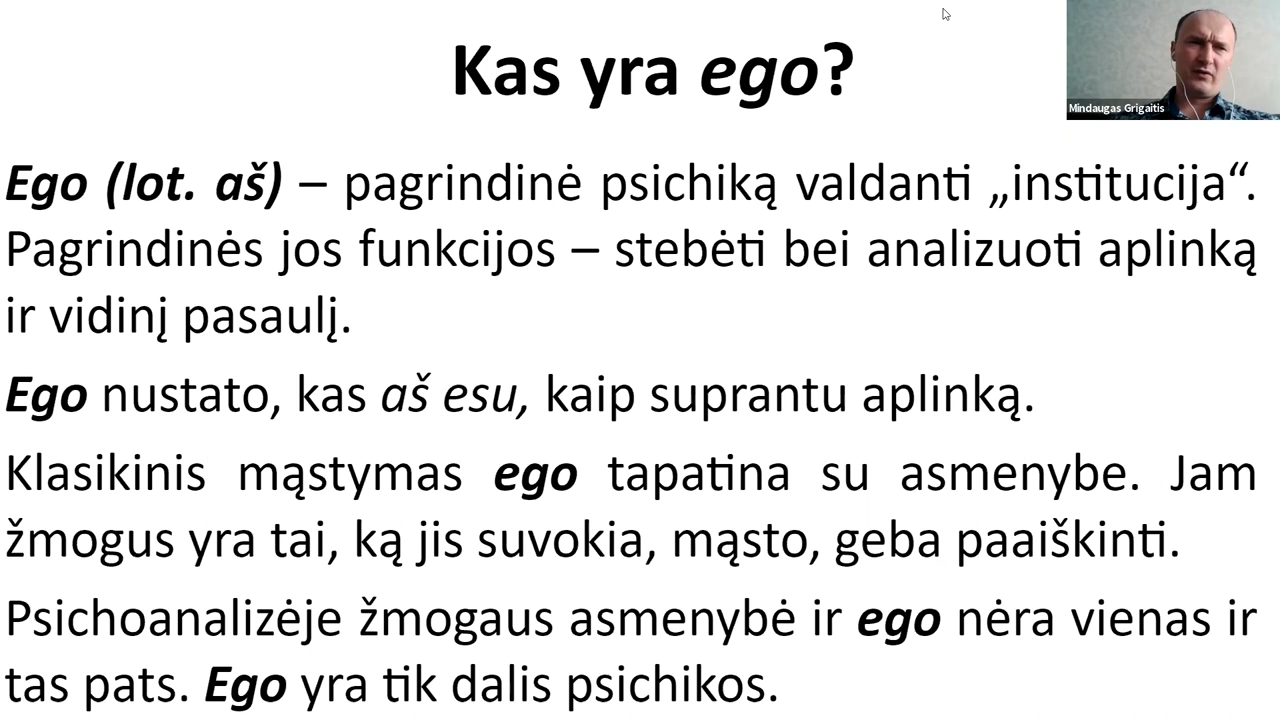 Kas yra ego?
Mindaugas Grigaitis
Ego (lot. aš) – pagrindinė psichiką valdanti „institucija“.
Pagrindinės jos funkcijos – stebėti bei analizuoti aplinką
ir vidinį pasaulį.
Ego nustato, kas aš esu, kaip suprantu aplinką.
Klasikinis mąstymas ego tapatina su asmenybe. Jam
žmogus yra tai, ką jis suvokia, mąsto, geba paaiškinti.
Psichoanalizėje žmogaus asmenybė ir ego nėra vienas ir
tas pats. Ego yra tik dalis psichikos.